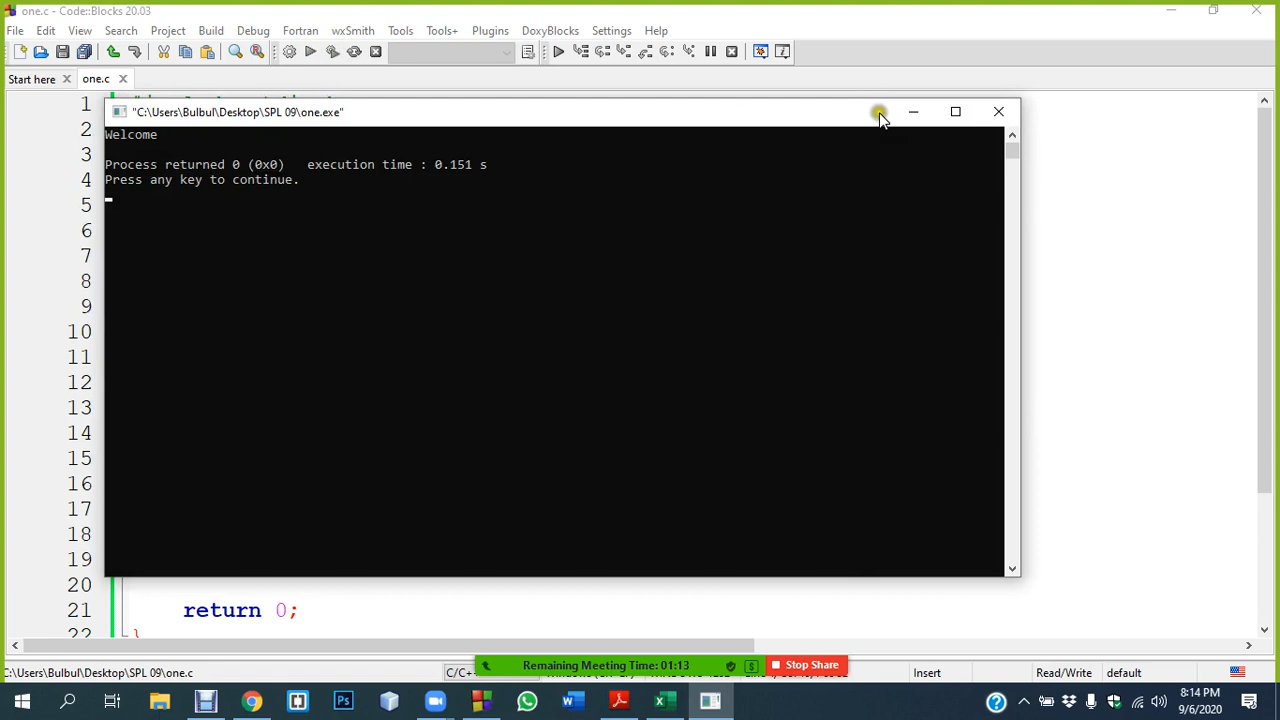 one.c - Code::Blocks 20.03
File Edit View Search Project Build Debug Fortran wxSmith Tools Tools+ Plugins DoxyBlocks Settings Help
Start here one.c
1
"C:\Users\Bulbul\Desktop\SPL 09\one.exe"
2
Welcome
3
Process returned 0 (0x0)   execution time : 0.151 s
4
Press any key to continue.
5
6
7
8
9
10
11
12
13
14
15
16
17
18
19
20
21 return 0;
22 }
Remaining Meeting Time: 01:13 Stop Share
C:\Users\Bulbul\Desktop\SPL 09\one.c C/C+ Insert Read/Write default
8:14 PM
9/6/2020